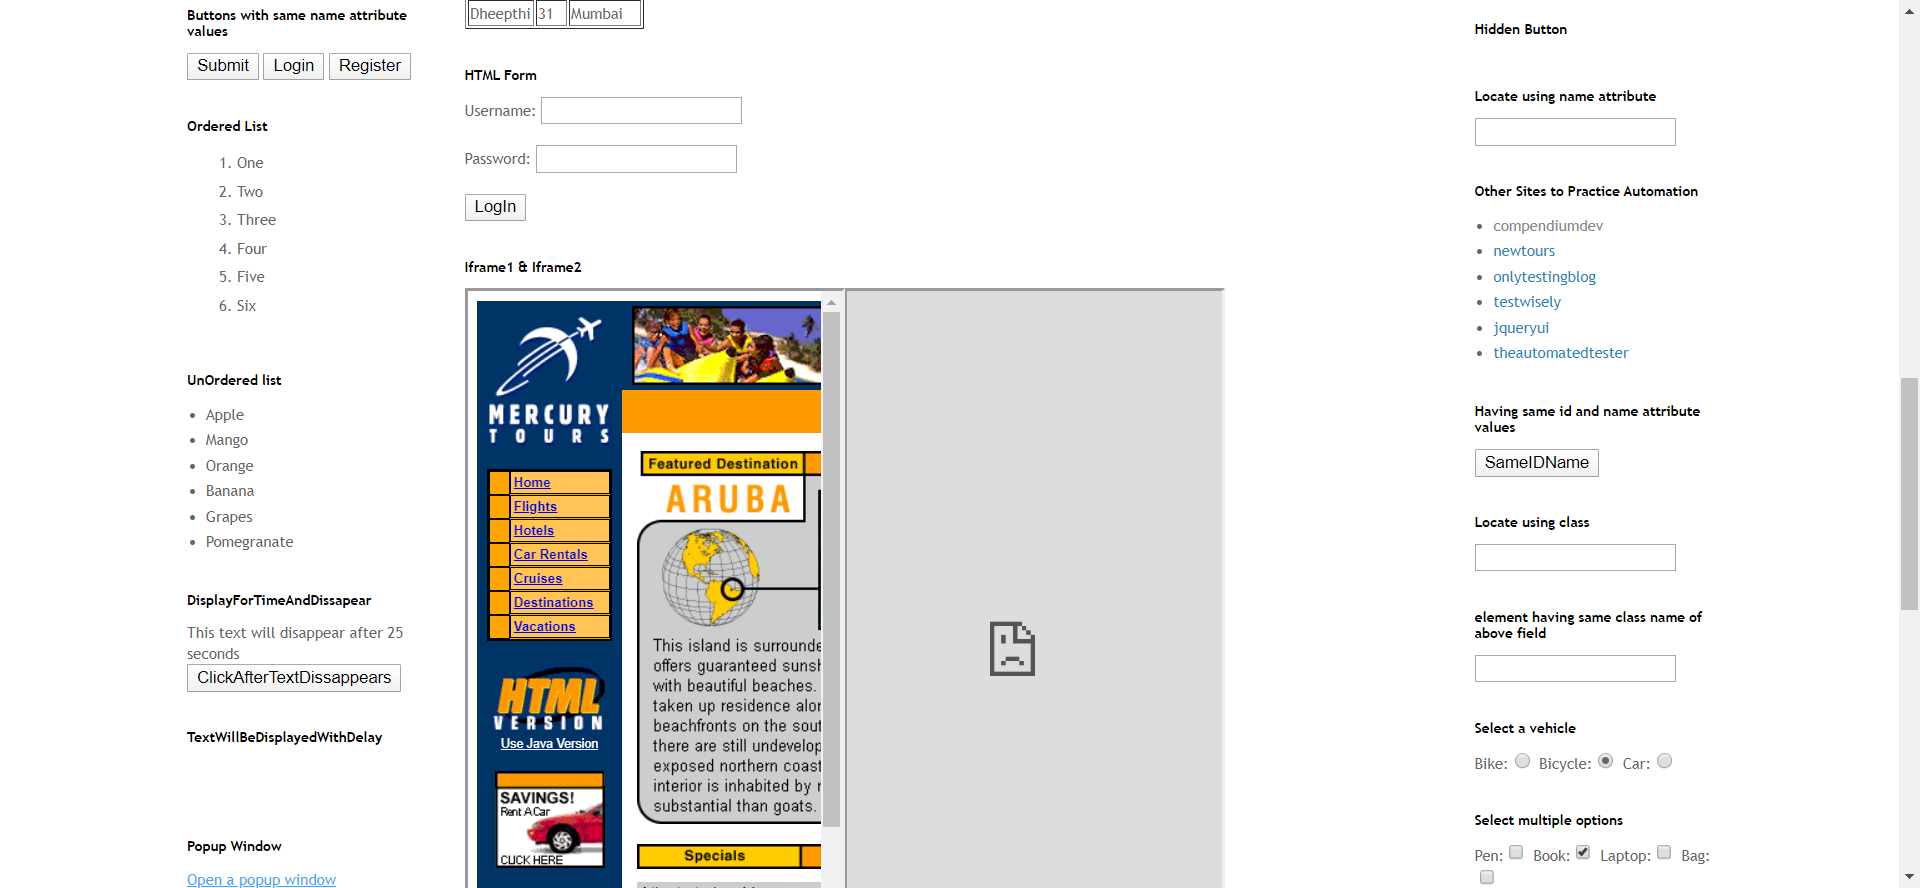 Buttons with same name attribute
values
Submit Login Register
Ordered List
1. One
2. Two
3. Three
4. Four
5. Five
6. Six
UnOrdered list
Apple
Mango
Orange
Banana
Grapes
Pomegranate
DisplayForTimeAndDissapear
This text will disappear after 25
seconds
ClickAfterTextDissappears
TextWillBeDisplayedWithDelay
Popup Window
Open a popup window
Dheepthi 31 Mumbai
HTML Form
Username:
Password:
LogIn
Iframe1 & Iframe2
MERCURY
TOURS
Home
Flights
Hotels
Car Rentals
Cruises
Destinations
Vacations
HTML
VERSION
Use Java Version
SAVINGS!
Rent A Car
CLICK HERE
Featured Destination
ARUBA
This island is surrounde
offers guaranteed sunsh
with beautiful beaches.
taken up residence alor
beachfronts on the sout
there are still undevelop
exposed northern coast
interior is inhabited by r
substantial than goats.
Specials
Hidden Button
Locate using name attribute
Other Sites to Practice Automation
compendiumdev
newtours
onlytestingblog
testwisely
jqueryui
theautomatedtester
Having same id and name attribute
values
SameIDName
Locate using class
element having same class name of
above field
Select a vehicle
Bike: Bicycle: Car:
Select multiple options
Pen: Book: Laptop: Bag: